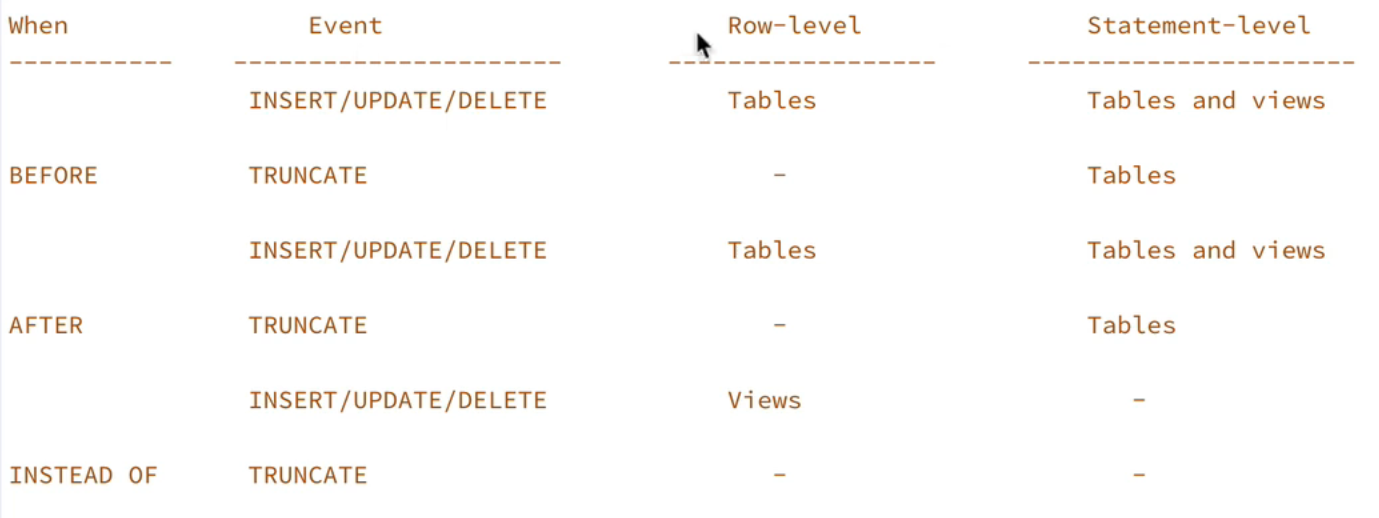 When Event Row-level Statement-level
----------- ---------------------- ------------------ ----------------------
INSERT/UPDATE/DELETE Tables Tables and views
BEFORE TRUNCATE - Tables
INSERT/UPDATE/DELETE Tables Tables and views
AFTER TRUNCATE - Tables
INSERT/UPDATE/DELETE Views -
INSTEAD OF TRUNCATE - -